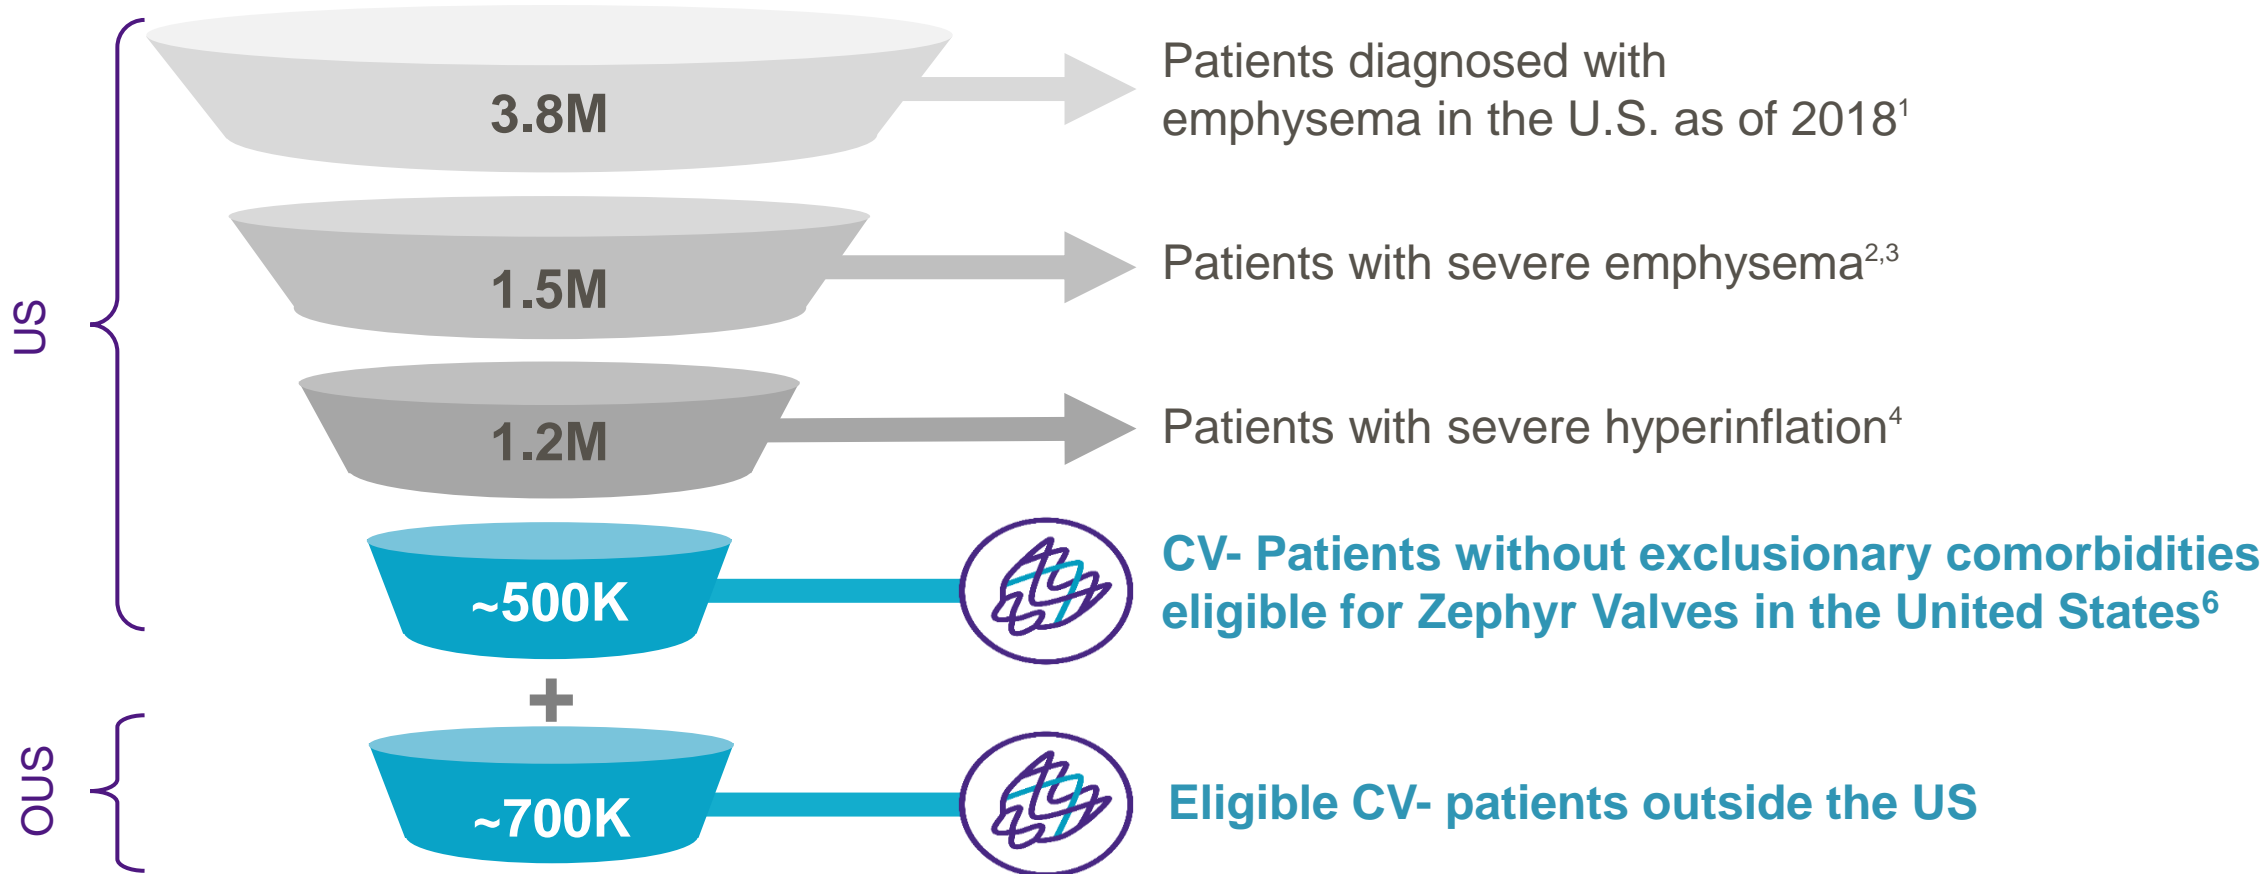 US
3.8M
Patients diagnosed with
emphysema in the U.S. as of 2018¹
1.5M
Patients with severe emphysema²,³
1.2M
Patients with severe hyperinflation⁴
~500K
CV- Patients without exclusionary comorbidities
eligible for Zephyr Valves in the United States⁶
+
OUS
~700K
Eligible CV- patients outside the US